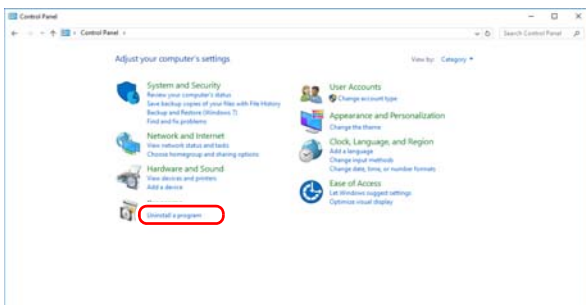 Control Panel
Control Panel
Search Control Panel
Adjust your computer's settings
View by: Category
System and Security
Review your computer's status
Save backup copies of your files with File History
Backup and Restore (Windows 7)
Find and fix problems
Network and Internet
View network status and tasks
Choose homegroup and sharing options
Hardware and Sound
View devices and printers
Add a device
Uninstall a program
User Accounts
Change account type
Appearance and Personalization
Change the theme
Clock, Language, and Region
Add a language
Change input methods
Change date, time, or number formats
Ease of Access
Let Windows suggest settings
Optimize visual display